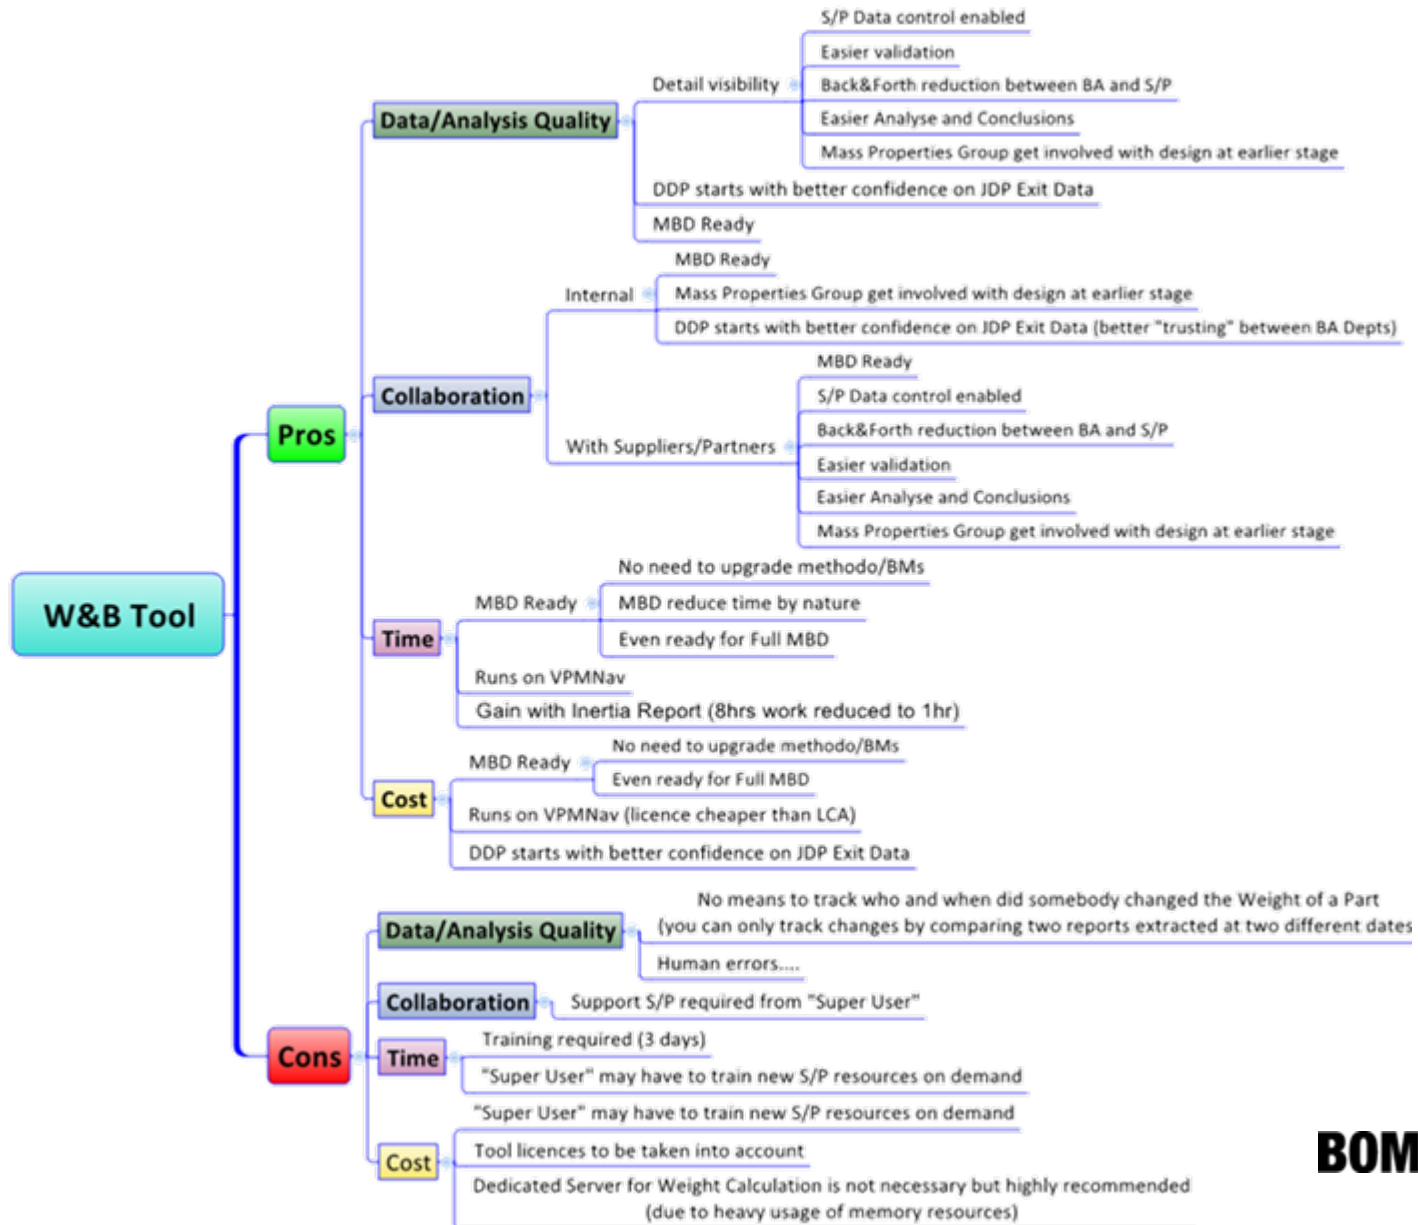 W&B Tool
Pros
Data/Analysis Quality
Detail visibility
S/P Data control enabled
Easier validation
Back&Forth reduction between BA and S/P
Easier Analyse and Conclusions
Mass Properties Group get involved with design at earlier stage
DDP starts with better confidence on JDP Exit Data
MBD Ready
Collaboration
Internal
MBD Ready
Mass Properties Group get involved with design at earlier stage
DDP starts with better confidence on JDP Exit Data (better "trusting" between BA Depts)
With Suppliers/Partners
MBD Ready
S/P Data control enabled
Back&Forth reduction between BA and S/P
Easier validation
Easier Analyse and Conclusions
Mass Properties Group get involved with design at earlier stage
Time
MBD Ready
No need to upgrade methodo/BMs
MBD reduce time by nature
Even ready for Full MBD
Runs on VPMNav
Gain with Inertia Report (8hrs work reduced to 1hr)
Cost
MBD Ready
No need to upgrade methodo/BMs
Even ready for Full MBD
Runs on VPMNav (licence cheaper than LCA)
DDP starts with better confidence on JDP Exit Data
Cons
Data/Analysis Quality
No means to track who and when did somebody changed the Weight of a Part
(you can only track changes by comparing two reports extracted at two different dates
Human errors....
Collaboration
Support S/P required from "Super User"
Time
Training required (3 days)
"Super User" may have to train new S/P resources on demand
Cost
"Super User" may have to train new S/P resources on demand
Tool licences to be taken into account
Dedicated Server for Weight Calculation is not necessary but highly recommended
(due to heavy usage of memory resources)
BOM